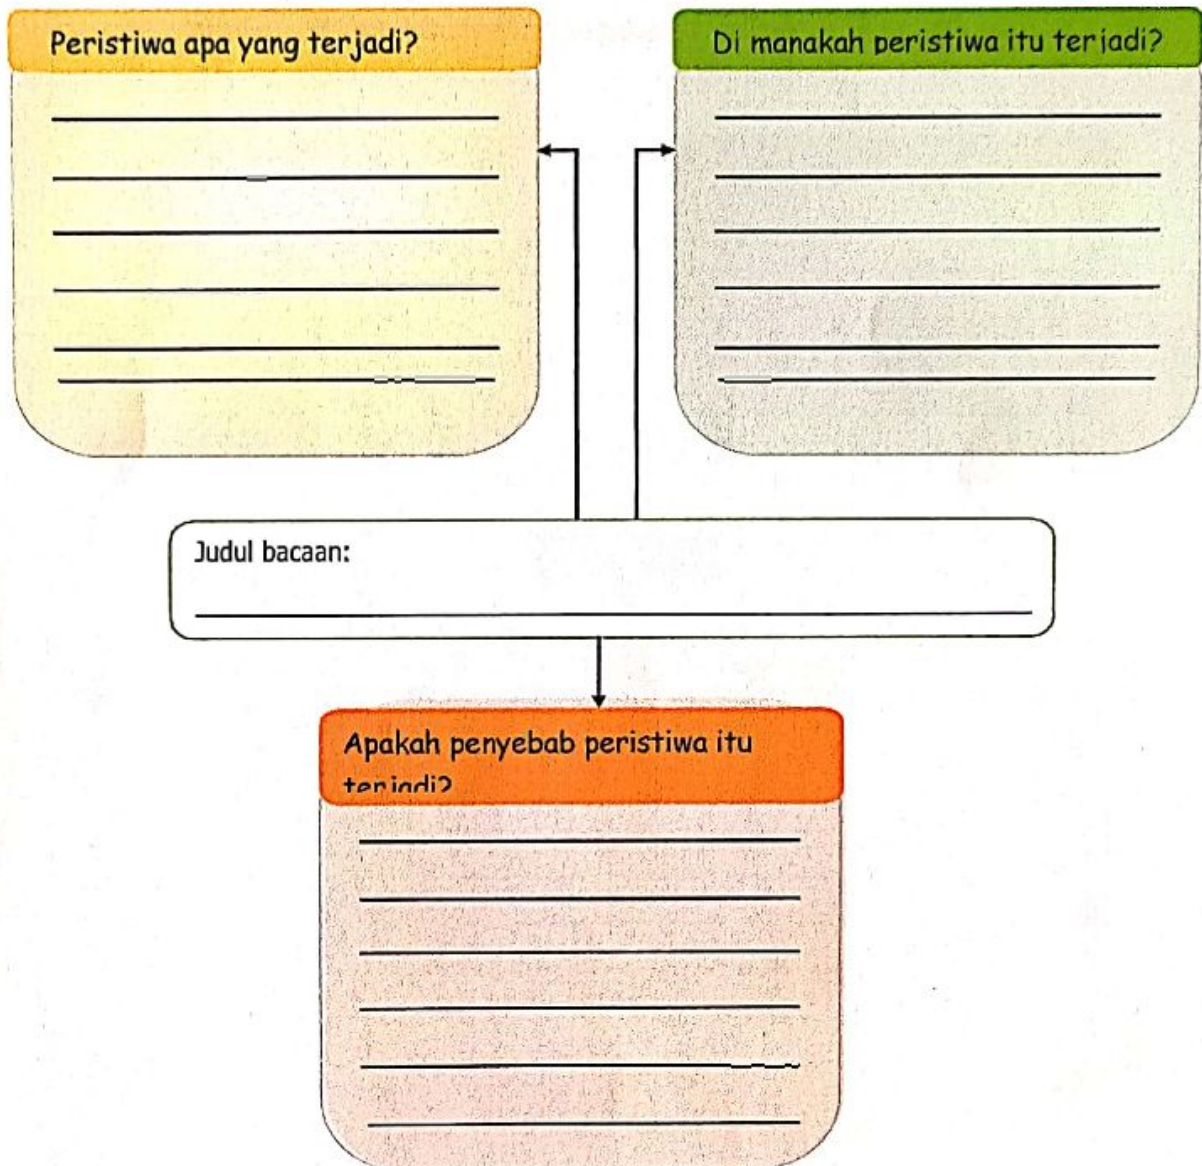 Peristiwa apa yang terjadi?
Di manakah peristiwa itu terjadi?
Judul bacaan:
Apakah penyebab peristiwa itu
terjadi?